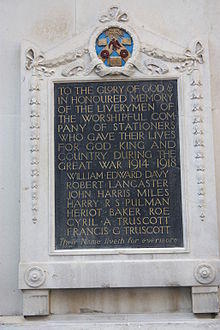 TO THE GLORY OF GOD &
IN HONOURED MEMORY
OF THE LIVERYMEN OF
THE WORSHIPFUL COM
PANY OF STATIONERS
WHO GAVE THEIR LIVES
FOR GOD · KING AND
COUNTRY DURING THE
GREAT WAR 1914 1918
WILLIAM EDWARD DAVY
ROBERT LANCASTER
JOHN HARRIS MILES
HARRY · R · S · PULMAN
HERIOT · BAKER ROE
CYRIL · A · TRUSCOTT
FRANCIS · G · TRUSCOTT
Their Name liveth for evermore